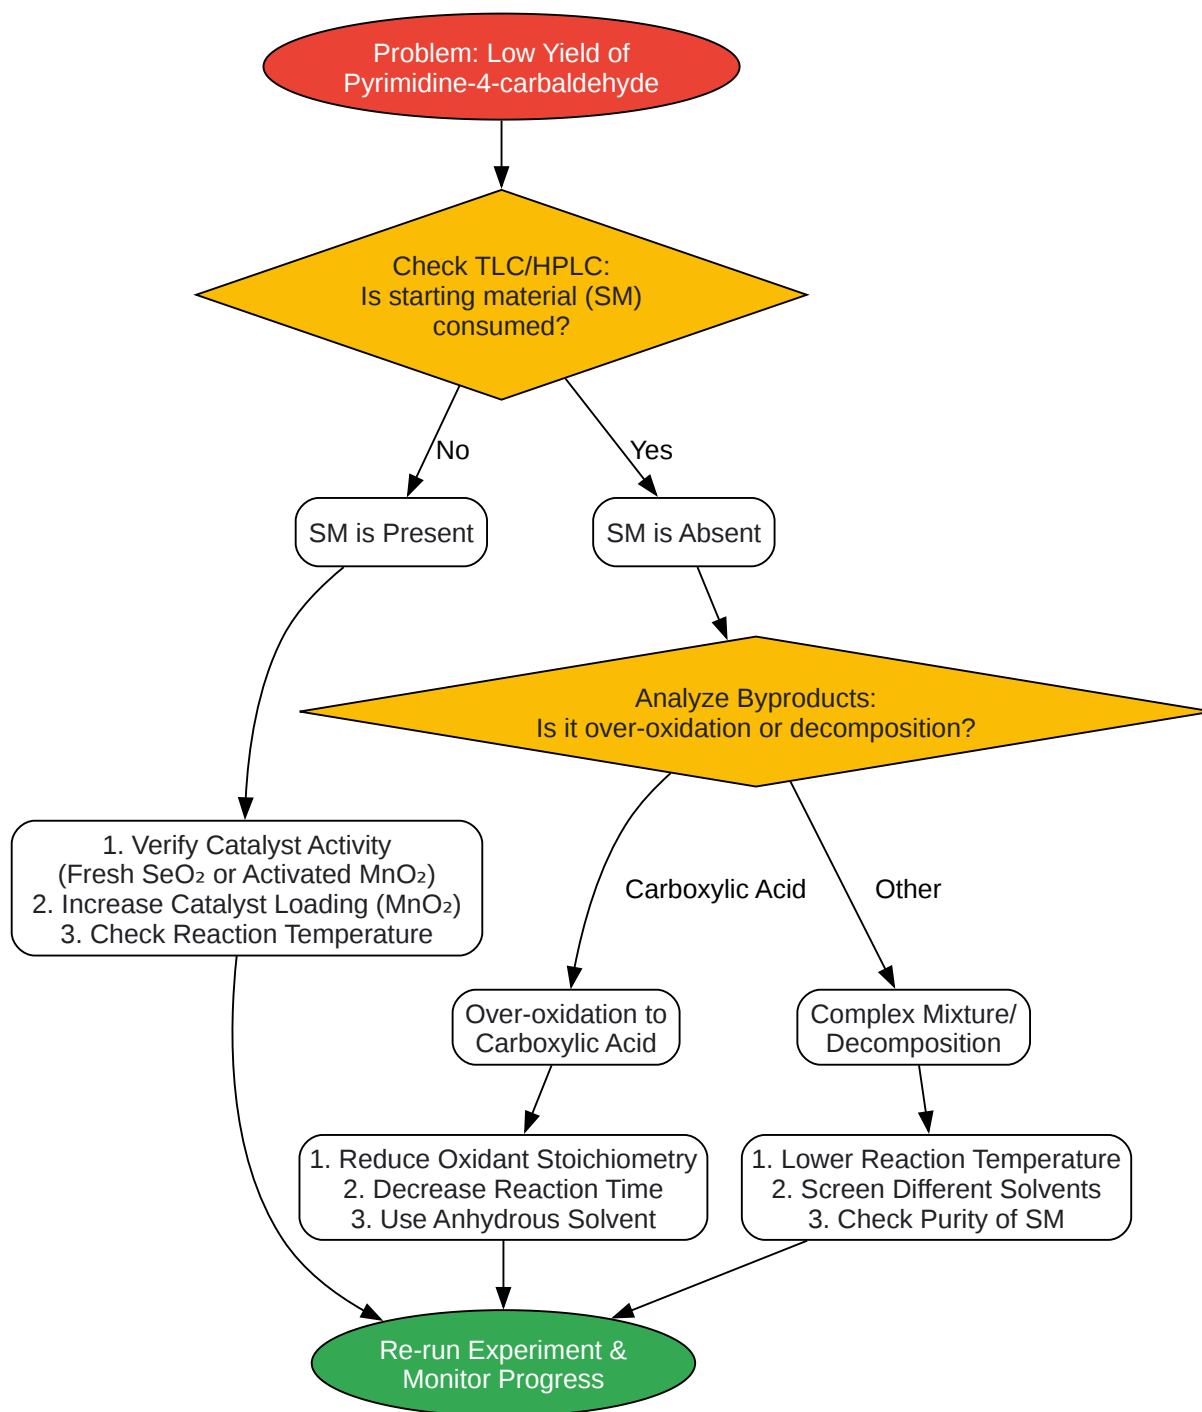 Problem: Low Yield of
Pyrimidine-4-carbaldehyde
Check TLC/HPLC:
Is starting material (SM)
consumed?
No
Yes
SM is Present
SM is Absent
Analyze Byproducts:
Is it over-oxidation or decomposition?
1. Verify Catalyst Activity
(Fresh SeO₂ or Activated MnO₂)
2. Increase Catalyst Loading (MnO₂)
3. Check Reaction Temperature
Carboxylic Acid
Other
Over-oxidation to
Carboxylic Acid
Complex Mixture/
Decomposition
1. Reduce Oxidant Stoichiometry
2. Decrease Reaction Time
3. Use Anhydrous Solvent
1. Lower Reaction Temperature
2. Screen Different Solvents
3. Check Purity of SM
Re-run Experiment &
Monitor Progress